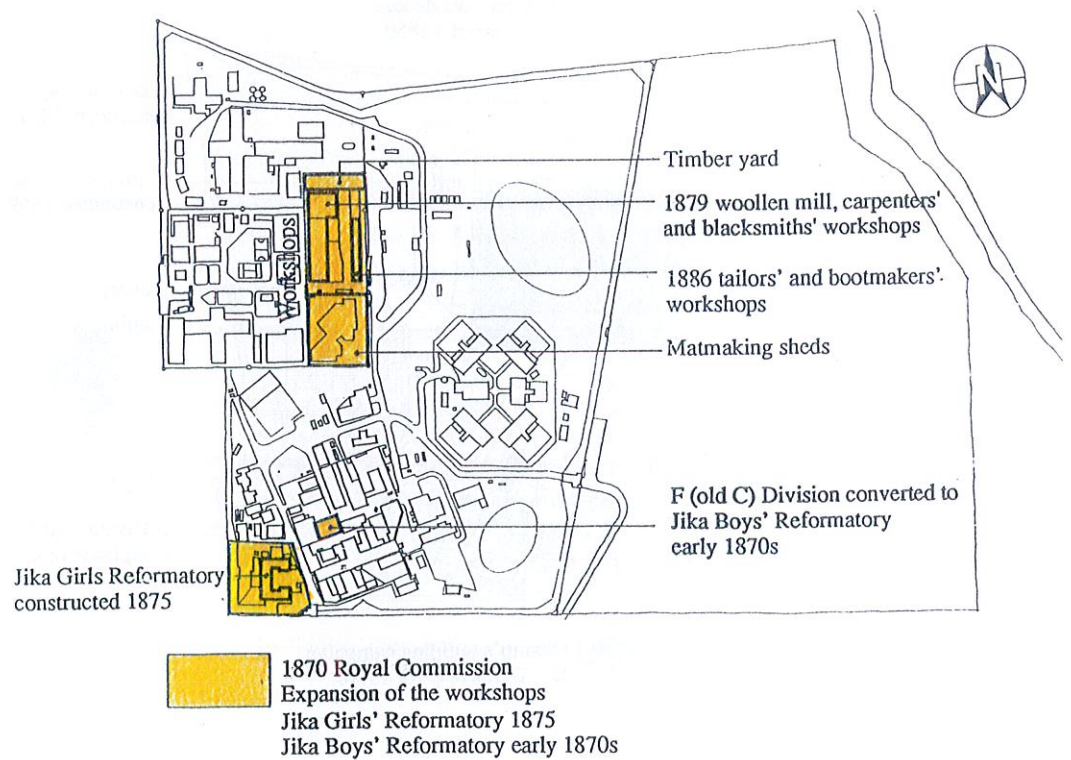 N
Timber yard
1879 woollen mill, carpenters'
and blacksmiths' workshops
Workshops
1886 tailors' and bootmakers'
workshops
Matmaking sheds
F (old C) Division converted to
Jika Boys' Reformatory
early 1870s
Jika Girls Reformatory
constructed 1875
1870 Royal Commission
Expansion of the workshops
Jika Girls' Reformatory 1875
Jika Boys' Reformatory early 1870s